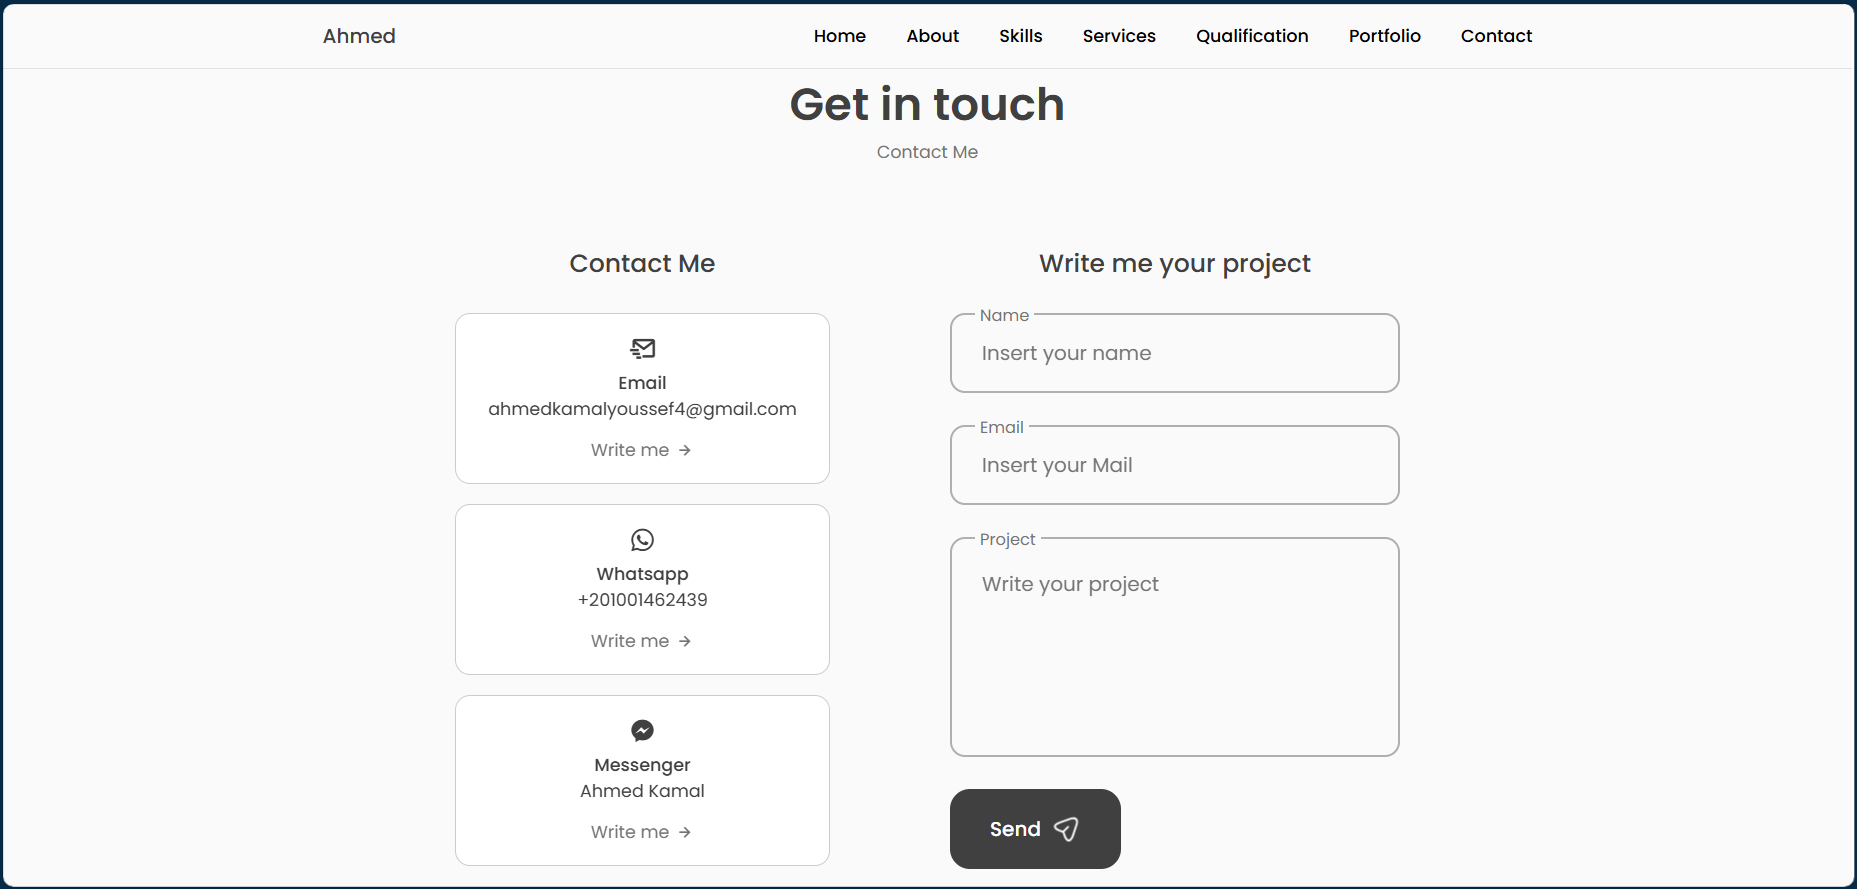 Ahmed
Home About Skills Services Qualification Portfolio Contact
Get in touch
Contact Me
Contact Me
Email
ahmedkamalyoussef4@gmail.com
Write me
Whatsapp
+201001462439
Write me
Messenger
Ahmed Kamal
Write me
Write me your project
Name
Insert your name
Email
Insert your Mail
Project
Write your project
Send